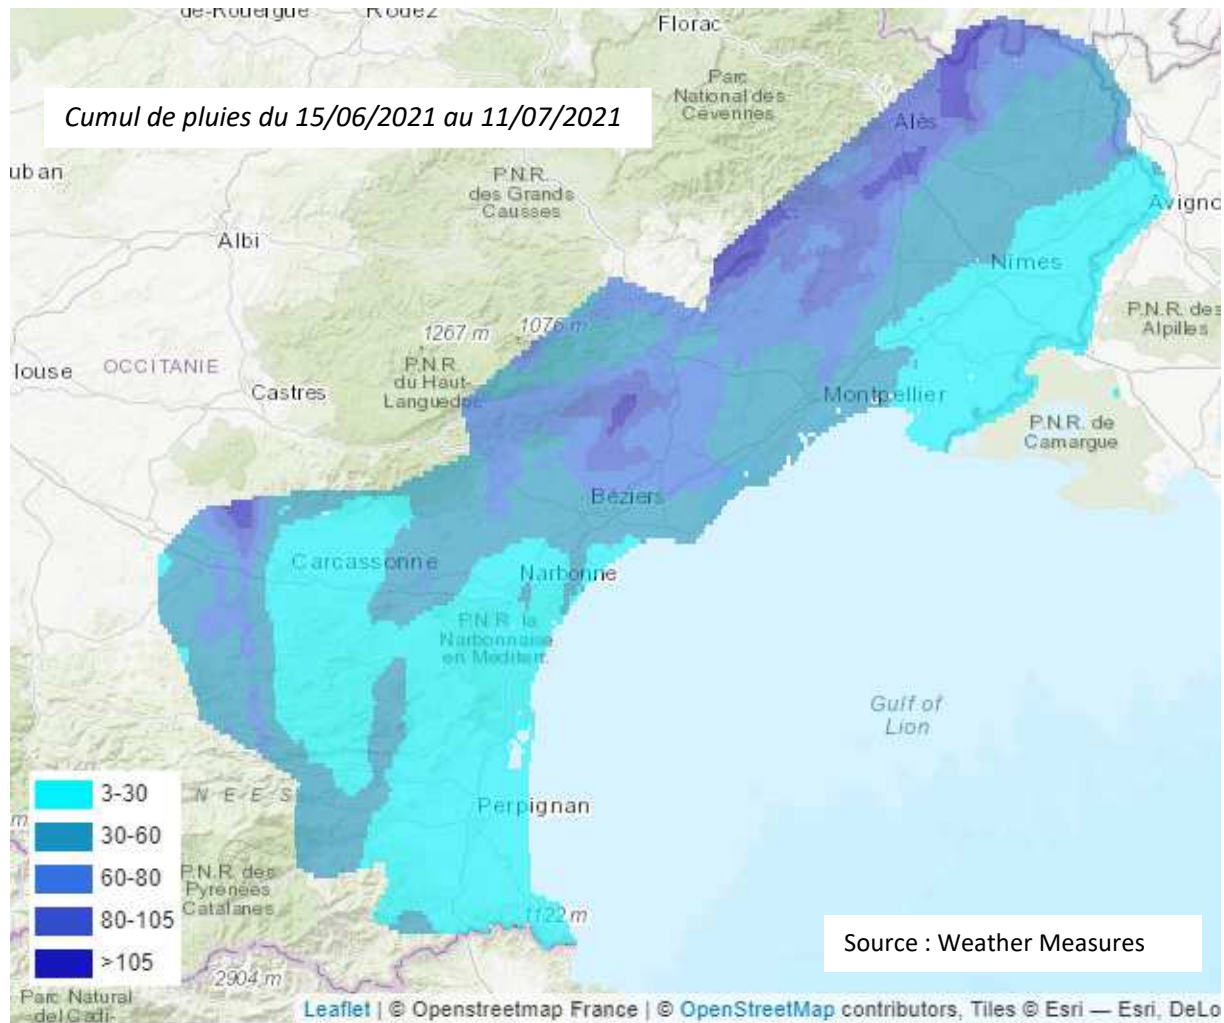 de-Rouergue
Rodez
Florac
Parc
National des
Cévennes
Cumul de pluies du 15/06/2021 au 11/07/2021
Alès
uban
P.N.R.
des Grands
Causses
Avigno
Albi
Nîmes
P.N.R. des
Alpilles
1267 m
1076 m
louse
OCCITANIE
P.N.R.
du Haut-
Languedoc
Castres
Montpellier
P.N.R. de
Camargue
Béziers
Carcassonne
Narbonne
P.N.R. la
Narbonnaise
en Méditerr.
Gulf of
Lion
3-30
N E E S
30-60
Perpignan
60-80
P.N.R. des
Pyrénées
Catalanes
80-105
1122 m
>105
Source : Weather Measures
2904 m
Parc Natural
del Cadí-
Leaflet | © Openstreetmap France | © OpenStreetMap contributors, Tiles © Esri — Esri, DeLo